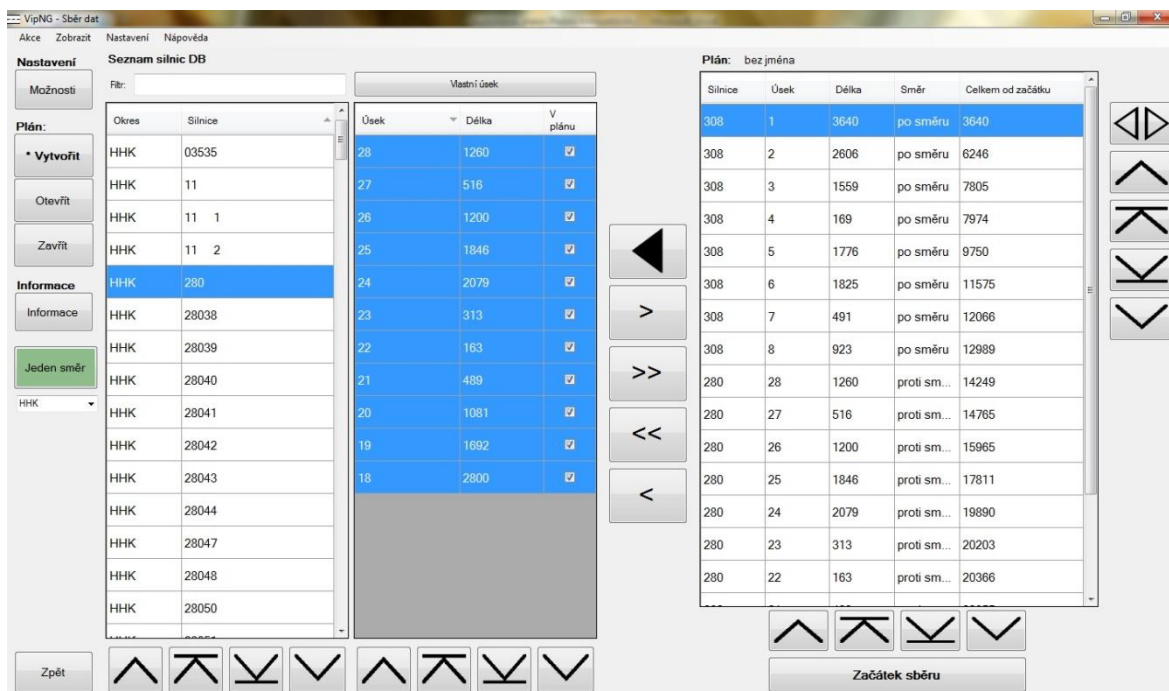 VipNG - Sběr dat
Akce Zobrazit Nastavení Nápověda
Nastavení
Možnosti
Plán:
* Vytvořit
Otevřít
Zavřít
Informace
Informace
Jeden směr
HHK
Zpět
Seznam silnic DB
Filtr:
Vlastní úsek
Okres Silnice
HHK 03535
HHK 11
HHK 11 1
HHK 11 2
HHK 280
HHK 28038
HHK 28039
HHK 28040
HHK 28041
HHK 28042
HHK 28043
HHK 28044
HHK 28047
HHK 28048
HHK 28050
Úsek Délka V plánu
28 1260
27 516
26 1200
25 1846
24 2079
23 313
22 163
21 489
20 1081
19 1692
18 2800
>
>>
<<
<
Plán: bez jména
Silnice Úsek Délka Směr Celkem od začátku
308 1 3640 po směru 3640
308 2 2606 po směru 6246
308 3 1559 po směru 7805
308 4 169 po směru 7974
308 5 1776 po směru 9750
308 6 1825 po směru 11575
308 7 491 po směru 12066
308 8 923 po směru 12989
280 28 1260 proti sm... 14249
280 27 516 proti sm... 14765
280 26 1200 proti sm... 15965
280 25 1846 proti sm... 17811
280 24 2079 proti sm... 19890
280 23 313 proti sm... 20203
280 22 163 proti sm... 20366
Začátek sběru